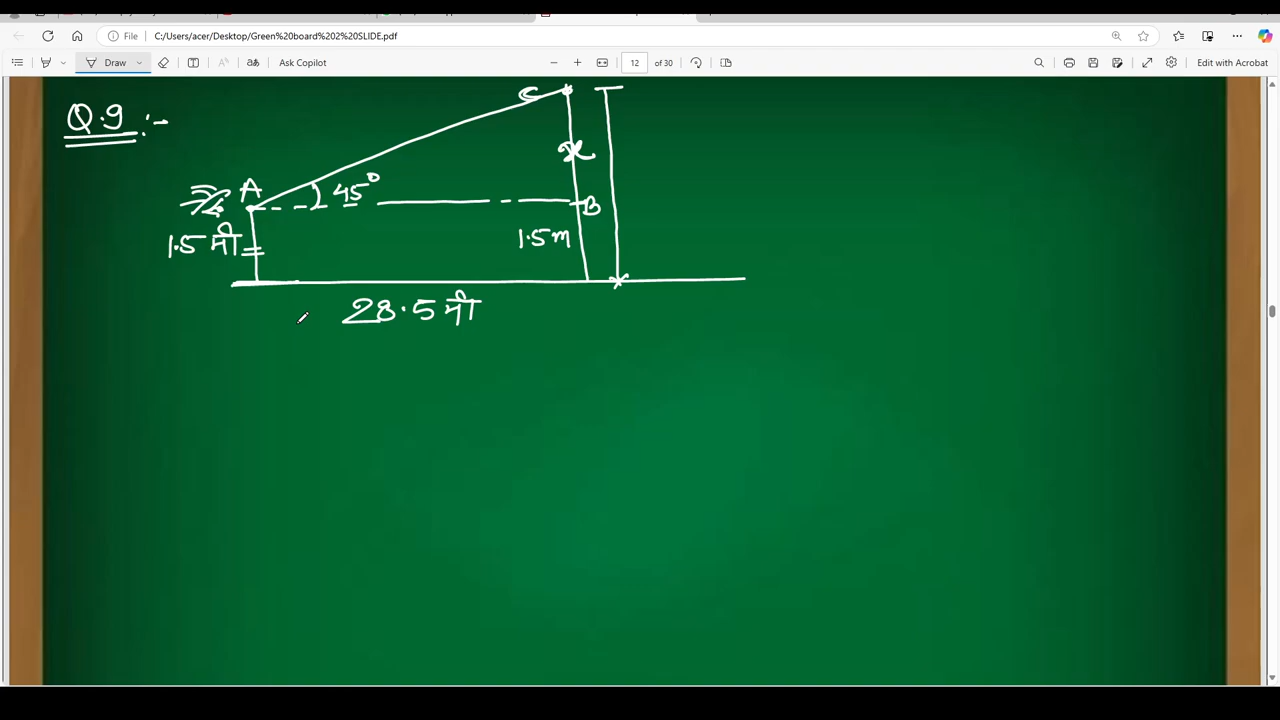 File C:/Users/acer/Desktop/Green%20board%202%20SLIDE.pdf
Draw Ask Copilot 12 of 30 Edit with Acrobat
Q.9 :-
C
x
A 45°
B
1.5 मी 1.5m
28.5 मी